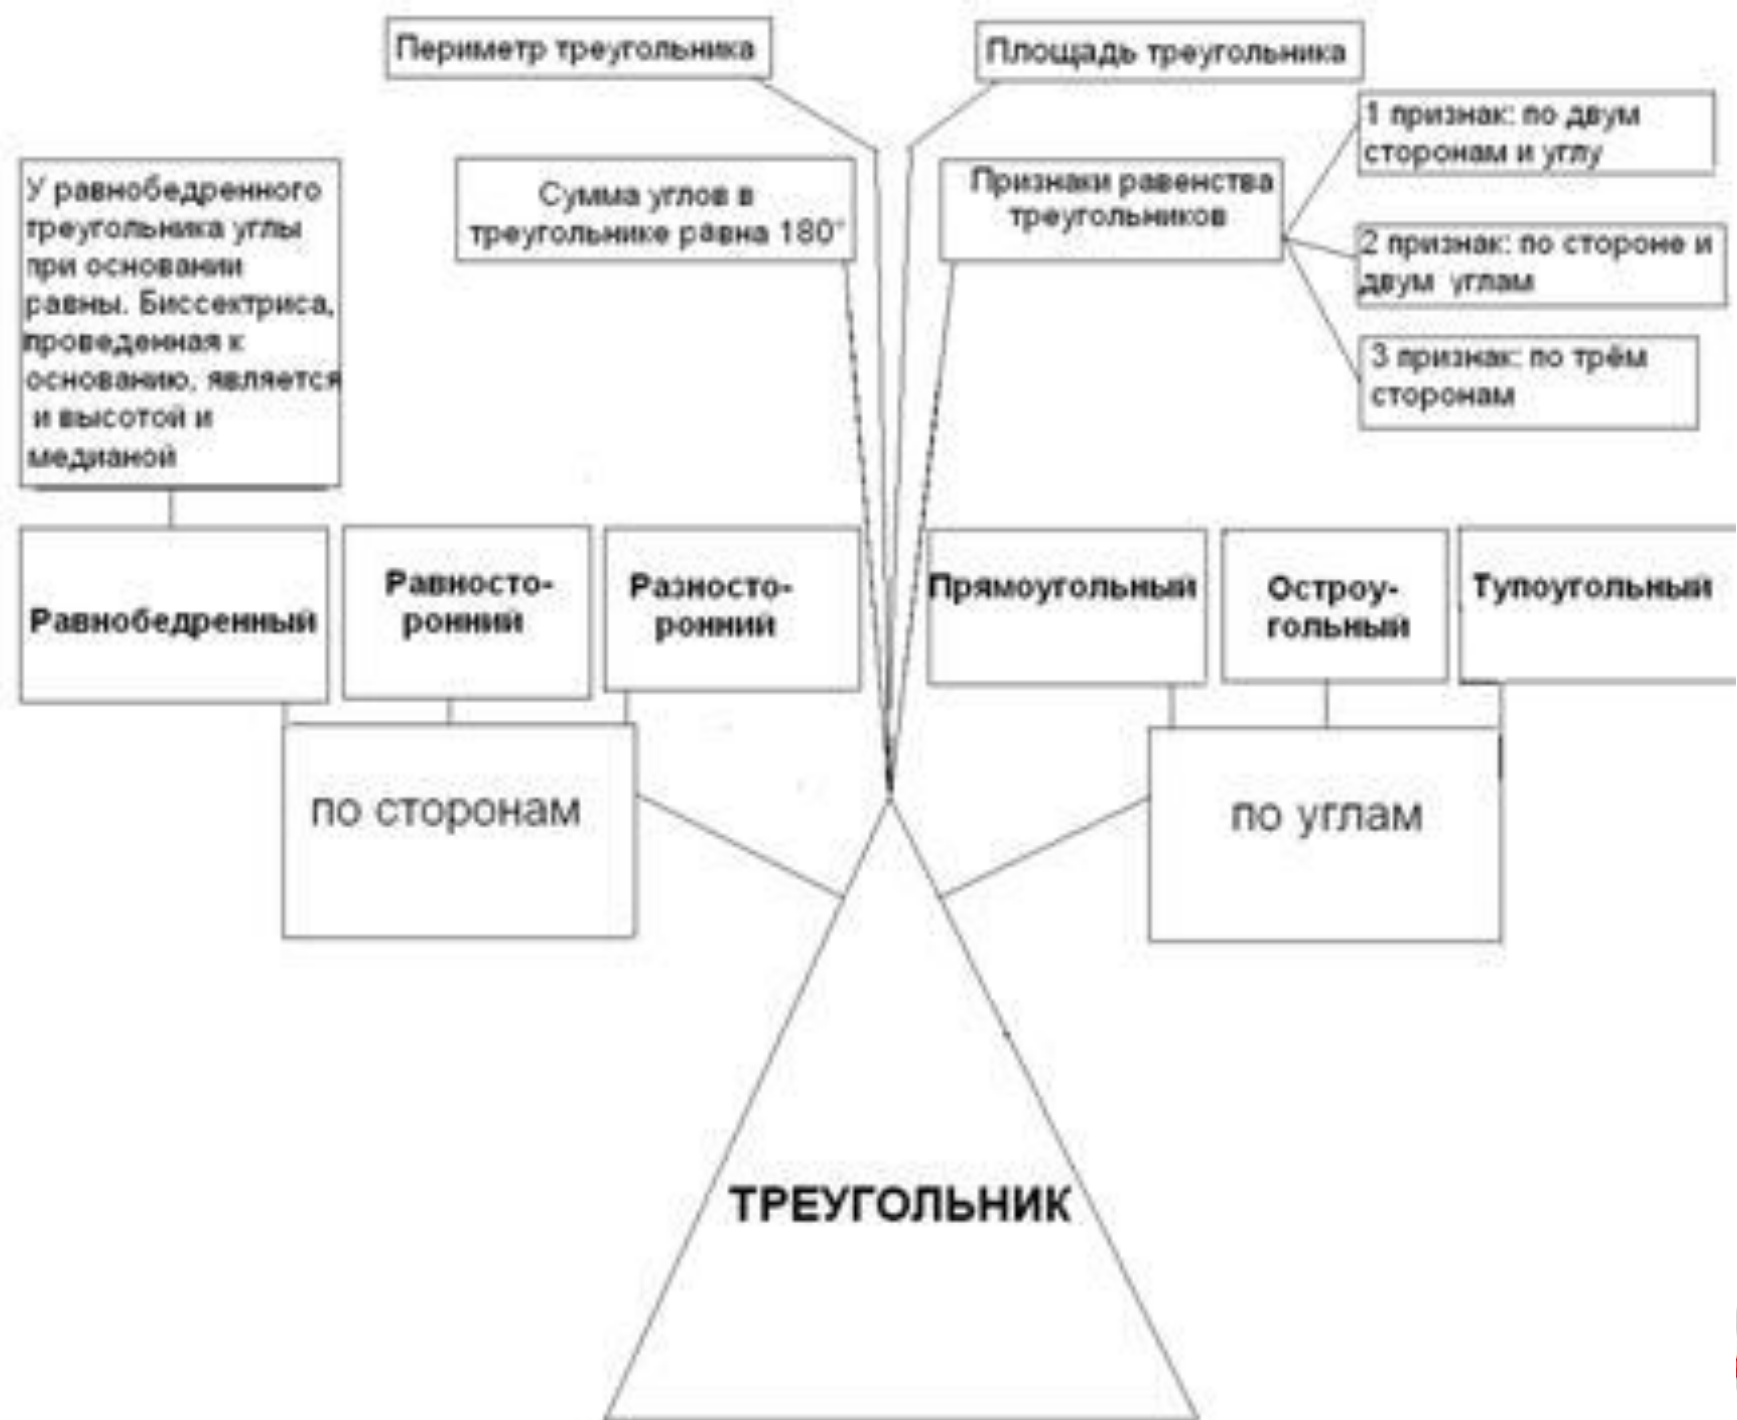 Периметр треугольника
Площадь треугольника
1 признак: по двум
сторонам и углу
У равнобедренного
треугольника углы
при основании
равны. Биссектриса,
проведенная к
основанию, является
и высотой и
медианой
Сумма углов в
треугольнике равна 180°
Признаки равенства
треугольников
2 признак: по стороне и
двум углам
3 признак: по трём
сторонам
Равнобедренный
Равносто-
ронний
Разносто-
ронний
Прямоугольный
Остроу-
гольный
Тупоугольный
по сторонам
по углам
ТРЕУГОЛЬНИК